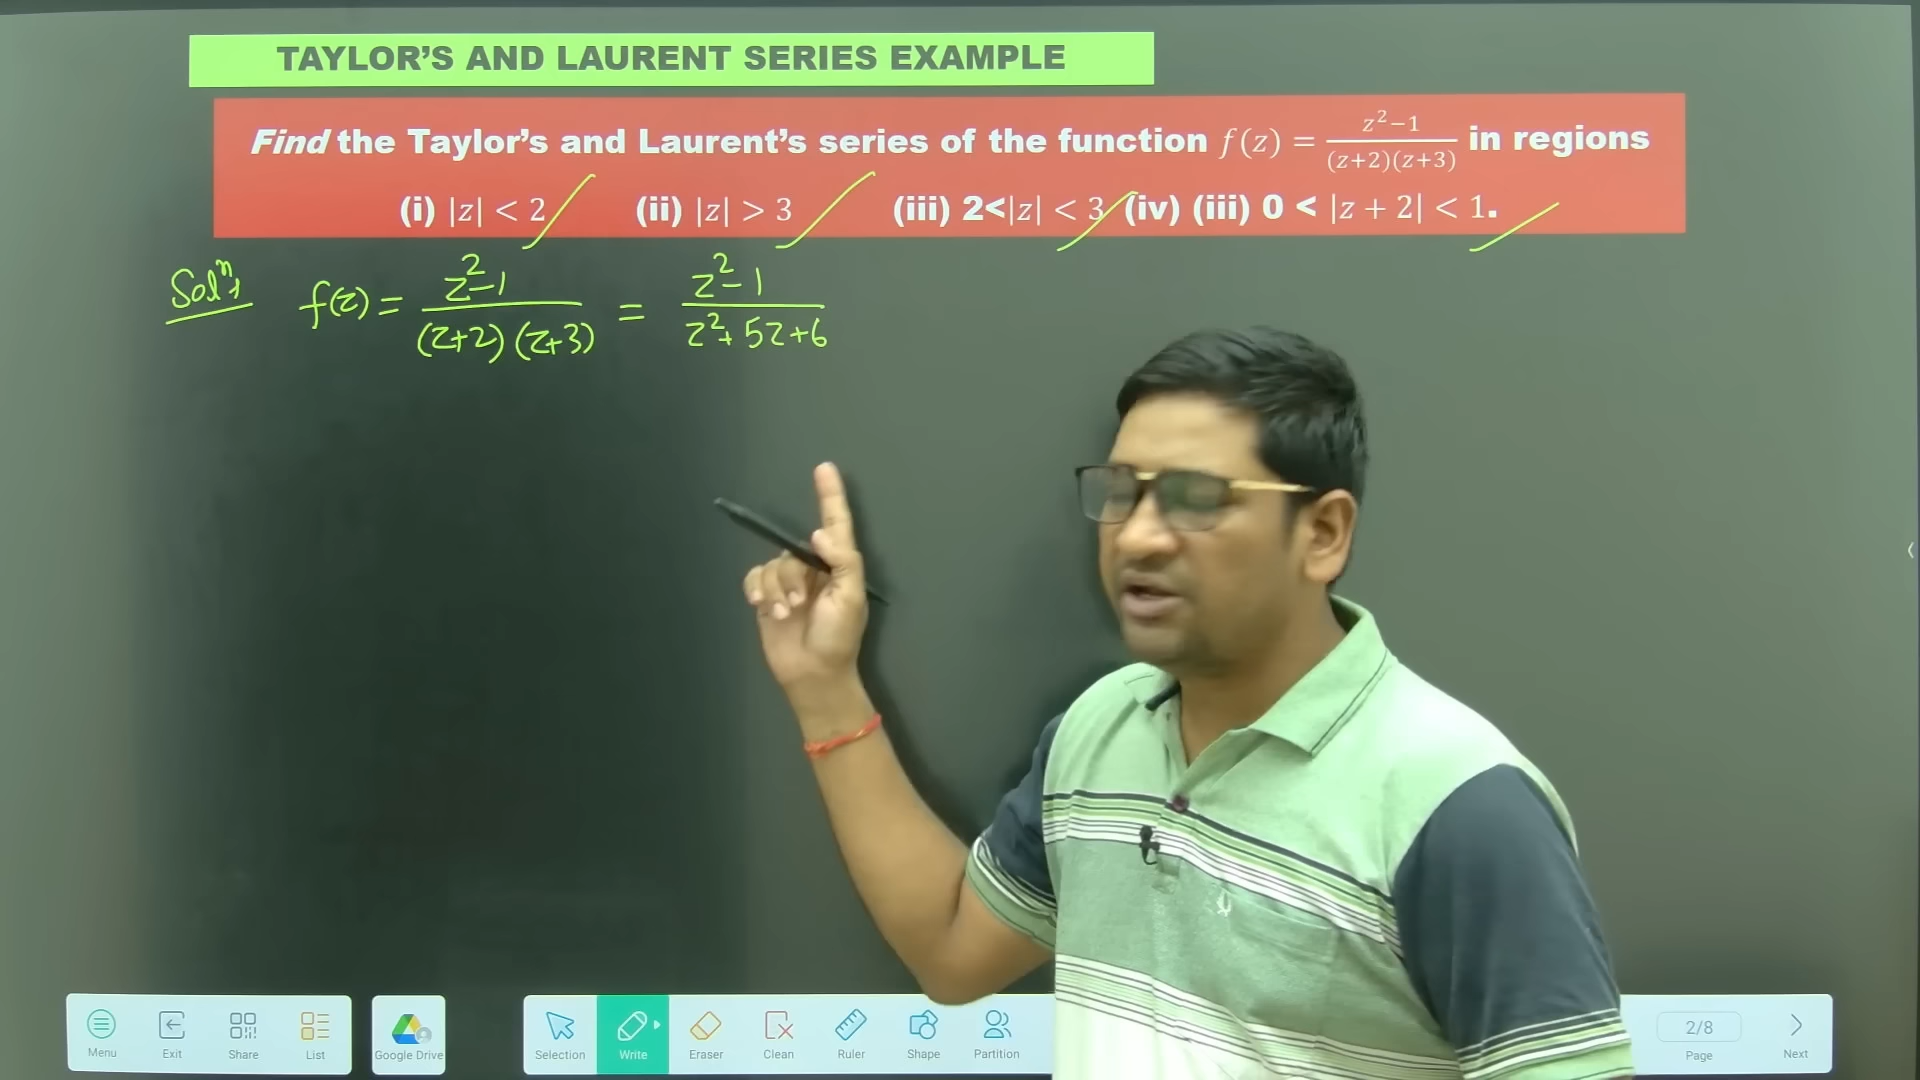 TAYLOR’S AND LAURENT SERIES EXAMPLE
Find the Taylor’s and Laurent’s series of the function f(z) = z²−1/(z+2)(z+3) in regions
(i) |z| < 2 (ii) |z| > 3 (iii) 2<|z| < 3 (iv) (iii) 0 < |z + 2| < 1.
Solⁿ, f(z) = z²-1/(z+2)(z+3) = z²-1/z²+5z+6
Menu Exit Share List Google Drive Selection Write Eraser Clean Ruler Shape Partition 2/8 Page Next